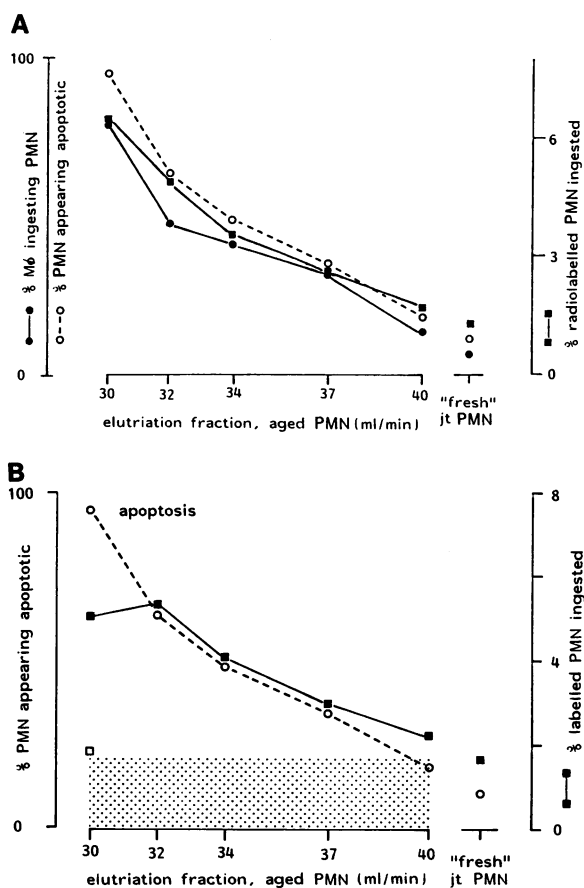 A
100
0
% Mϕ ingesting PMN
% PMN appearing apoptotic
6
3
0
% radiolabelled PMN ingested
30 32 34 37 40
"fresh"
jt PMN
elutriation fraction, aged PMN (ml/min)
B
100
0
% PMN appearing apoptotic
apoptosis
8
4
0
% labelled PMN ingested
30 32 34 37 40
"fresh"
jt PMN
elutriation fraction, aged PMN (ml/min)